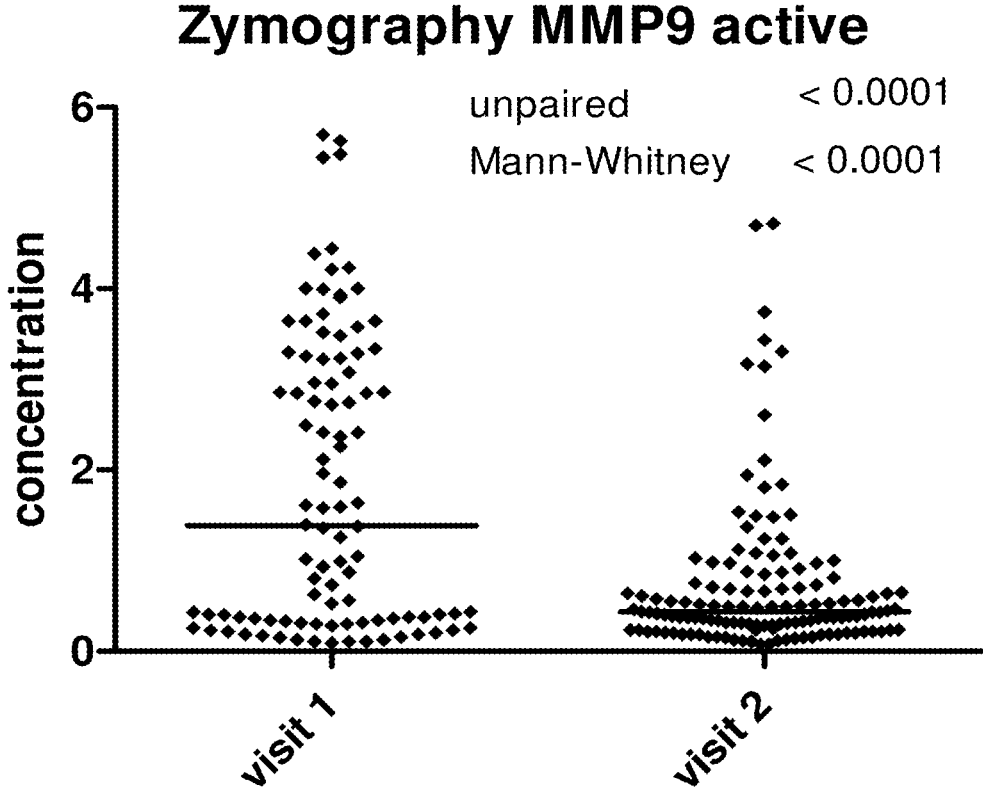 Zymography MMP9 active
unpaired < 0.0001
Mann-Whitney < 0.0001
concentration
6
4
2
0
visit 1
visit 2